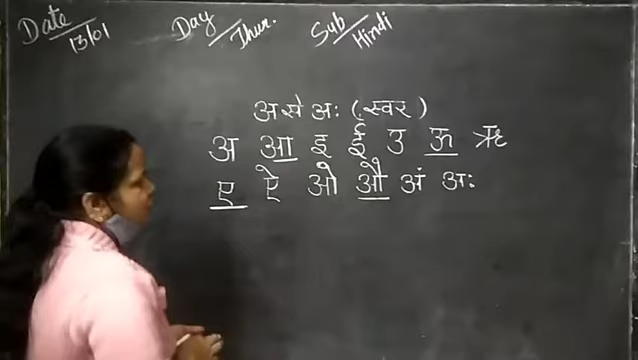 Date 13/01 Day Thur. Sub Hindi
अ से अः (स्वर)
अ आ इ ई उ ऊ ऋ
ए ऐ ओ औ अं अः